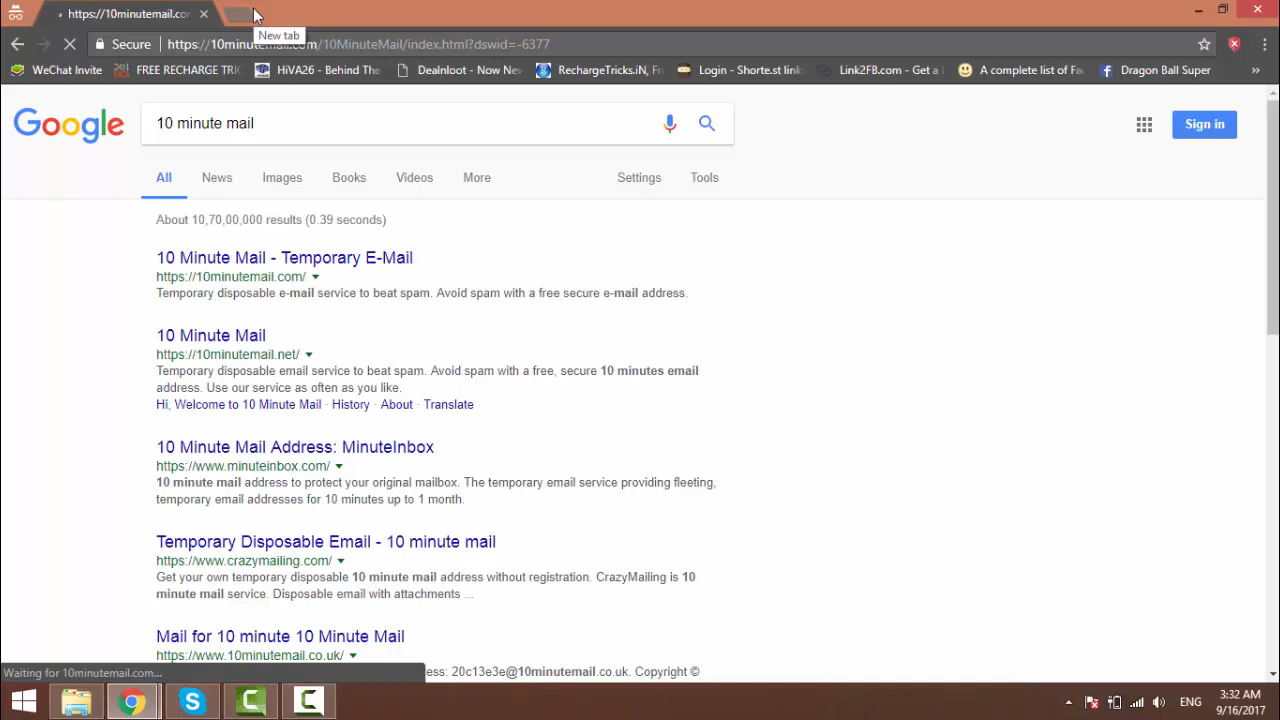 https://10minutemail.con
New tab
Secure https://10minutemail.com/10MinuteMail/index.html?dswid=-6377
WeChat Invite FREE RECHARGE TRIC HiVA26 - Behind The Dealnloot - Now Nev RechargeTricks.iN, Fr Login - Shorte.st link Link2FB.com - Get a l A complete list of Fa Dragon Ball Super »
Google 10 minute mail Sign in
All News Images Books Videos More Settings Tools
About 10,70,00,000 results (0.39 seconds)
10 Minute Mail - Temporary E-Mail
https://10minutemail.com/
Temporary disposable e-mail service to beat spam. Avoid spam with a free secure e-mail address.
10 Minute Mail
https://10minutemail.net/
Temporary disposable email service to beat spam. Avoid spam with a free, secure 10 minutes email
address. Use our service as often as you like.
Hi, Welcome to 10 Minute Mail · History · About · Translate
10 Minute Mail Address: MinuteInbox
https://www.minuteinbox.com/
10 minute mail address to protect your original mailbox. The temporary email service providing fleeting,
temporary email addresses for 10 minutes up to 1 month.
Temporary Disposable Email - 10 minute mail
https://www.crazymailing.com/
Get your own temporary disposable 10 minute mail address without registration. CrazyMailing is 10
minute mail service. Disposable email with attachments ...
Mail for 10 minute 10 Minute Mail
https://www.10minutemail.co.uk/
Waiting for 10minutemail.com... ess: 20c13e3e@10minutemail.co.uk. Copyright ©
ENG 3:32 AM
9/16/2017